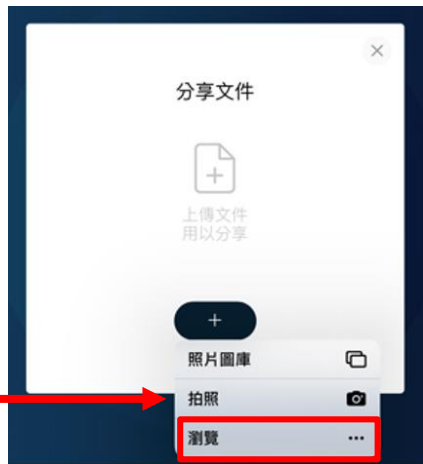 分享文件
上傳文件
用以分享
照片圖庫
拍照
瀏覽